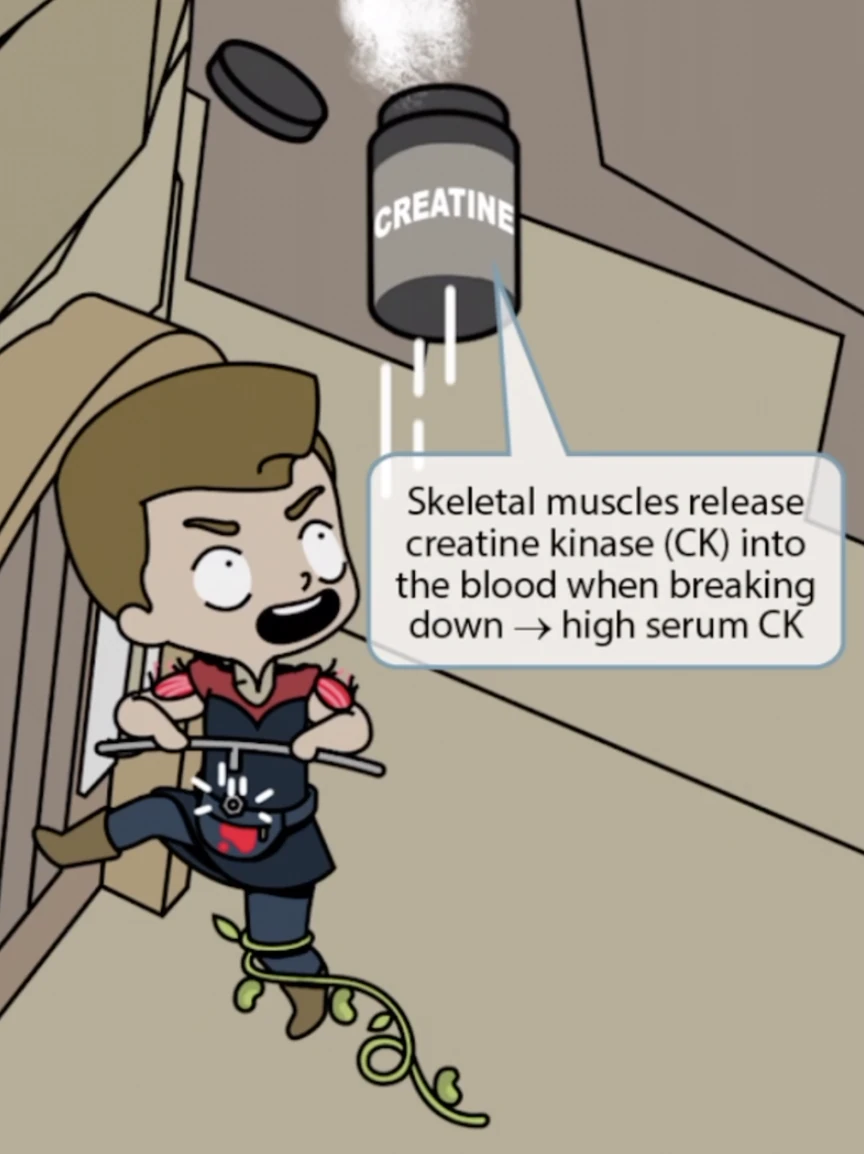 CREATINE
Skeletal muscles release
creatine kinase (CK) into
the blood when breaking
down → high serum CK